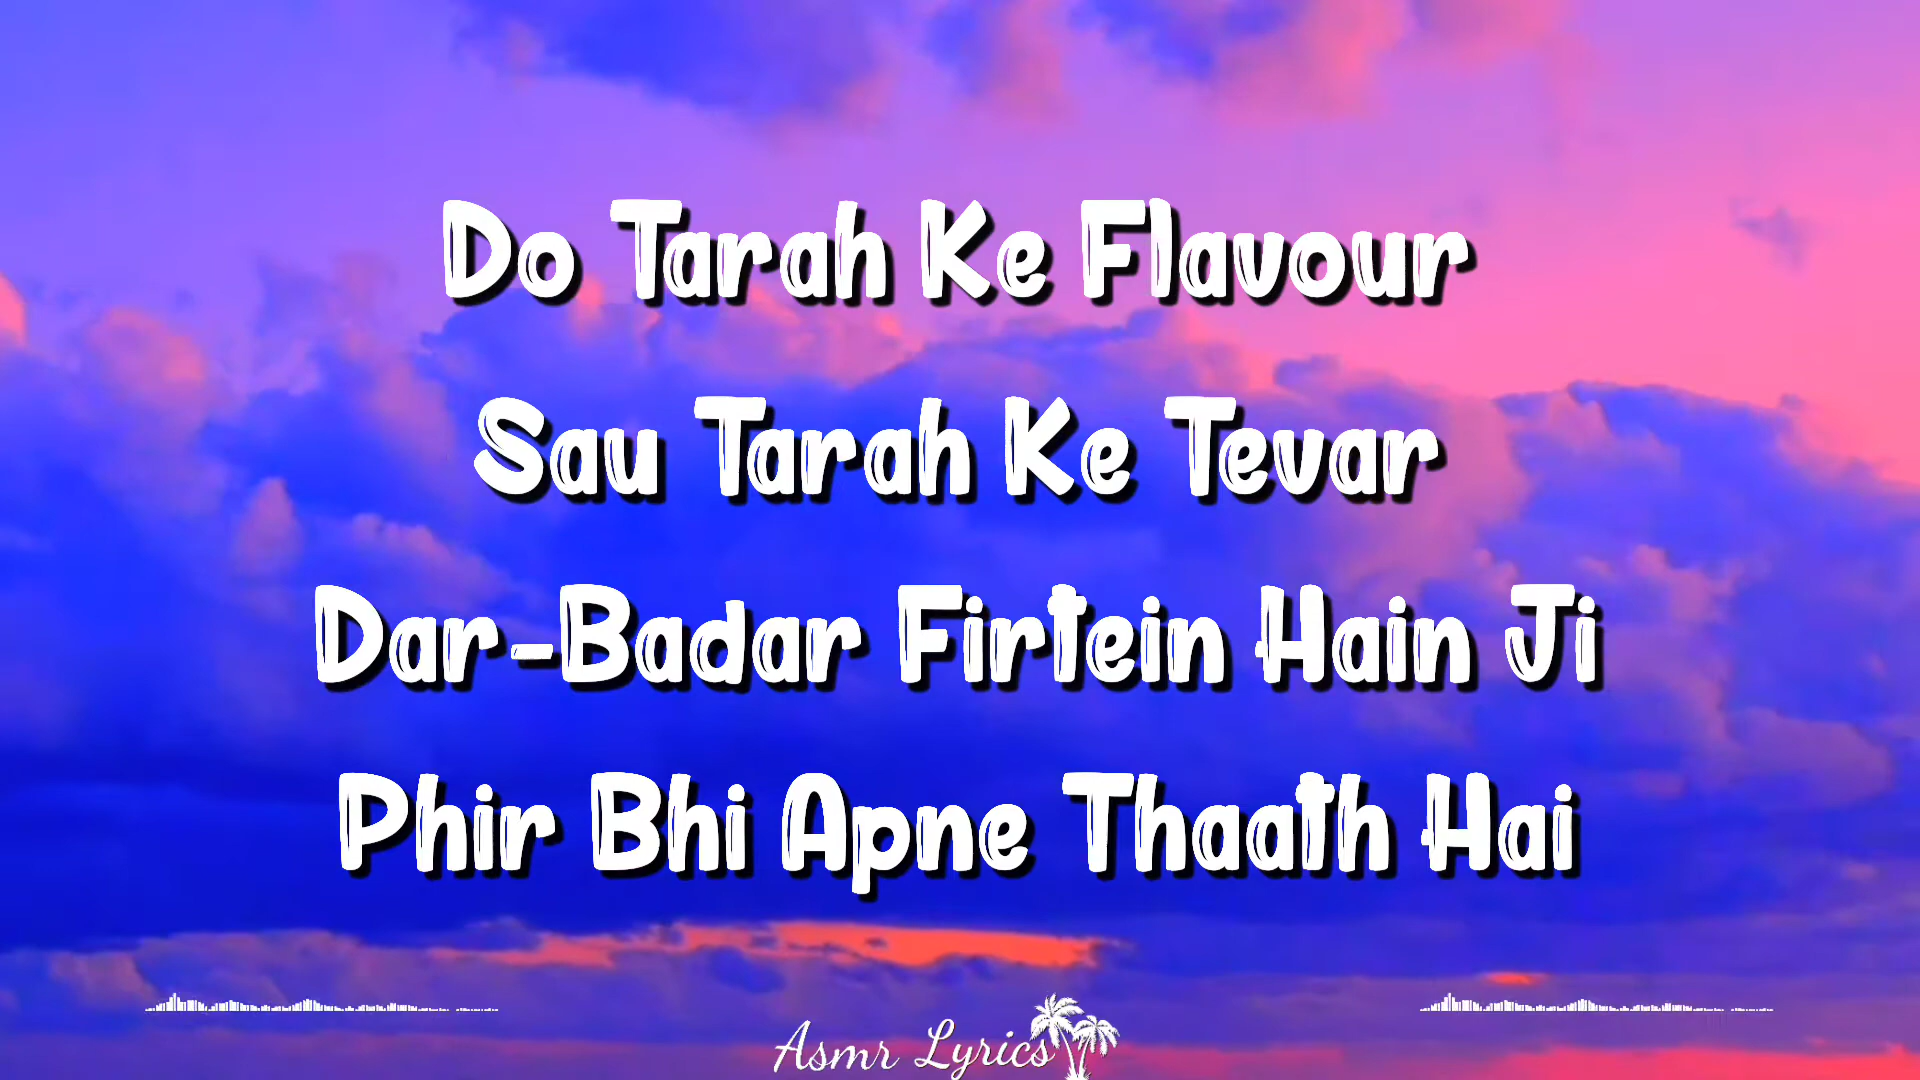 Do Tarah Ke Flavour
Sau Tarah Ke Tevar
Dar-Badar Firtein Hain Ji
Phir Bhi Apne Thaath Hai
Asmr Lyrics